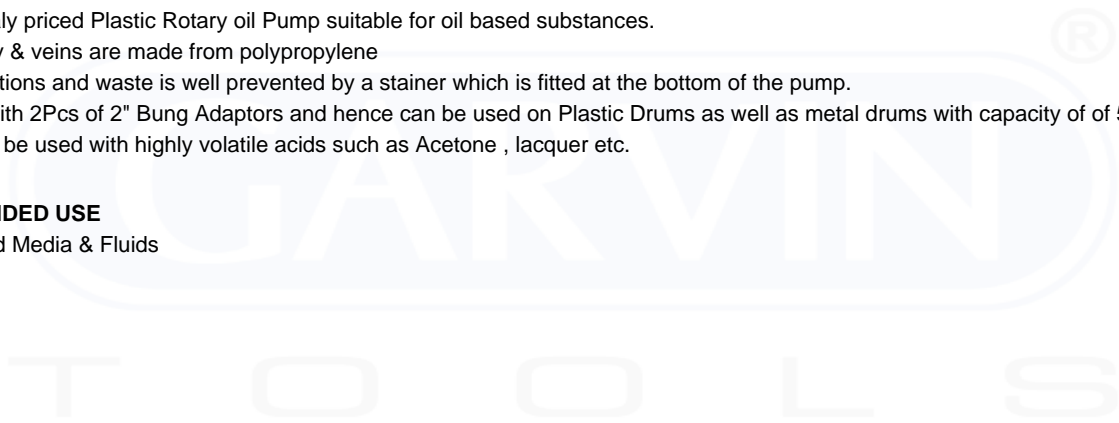 ly priced Plastic Rotary oil Pump suitable for oil based substances.
& veins are made from polypropylene
tions and waste is well prevented by a stainer which is fitted at the bottom of the pump.
ith 2Pcs of 2" Bung Adaptors and hence can be used on Plastic Drums as well as metal drums with capacity of of
be used with highly volatile acids such as Acetone , lacquer etc.
DED USE
d Media & Fluids
GARVIN ®
TOOLS